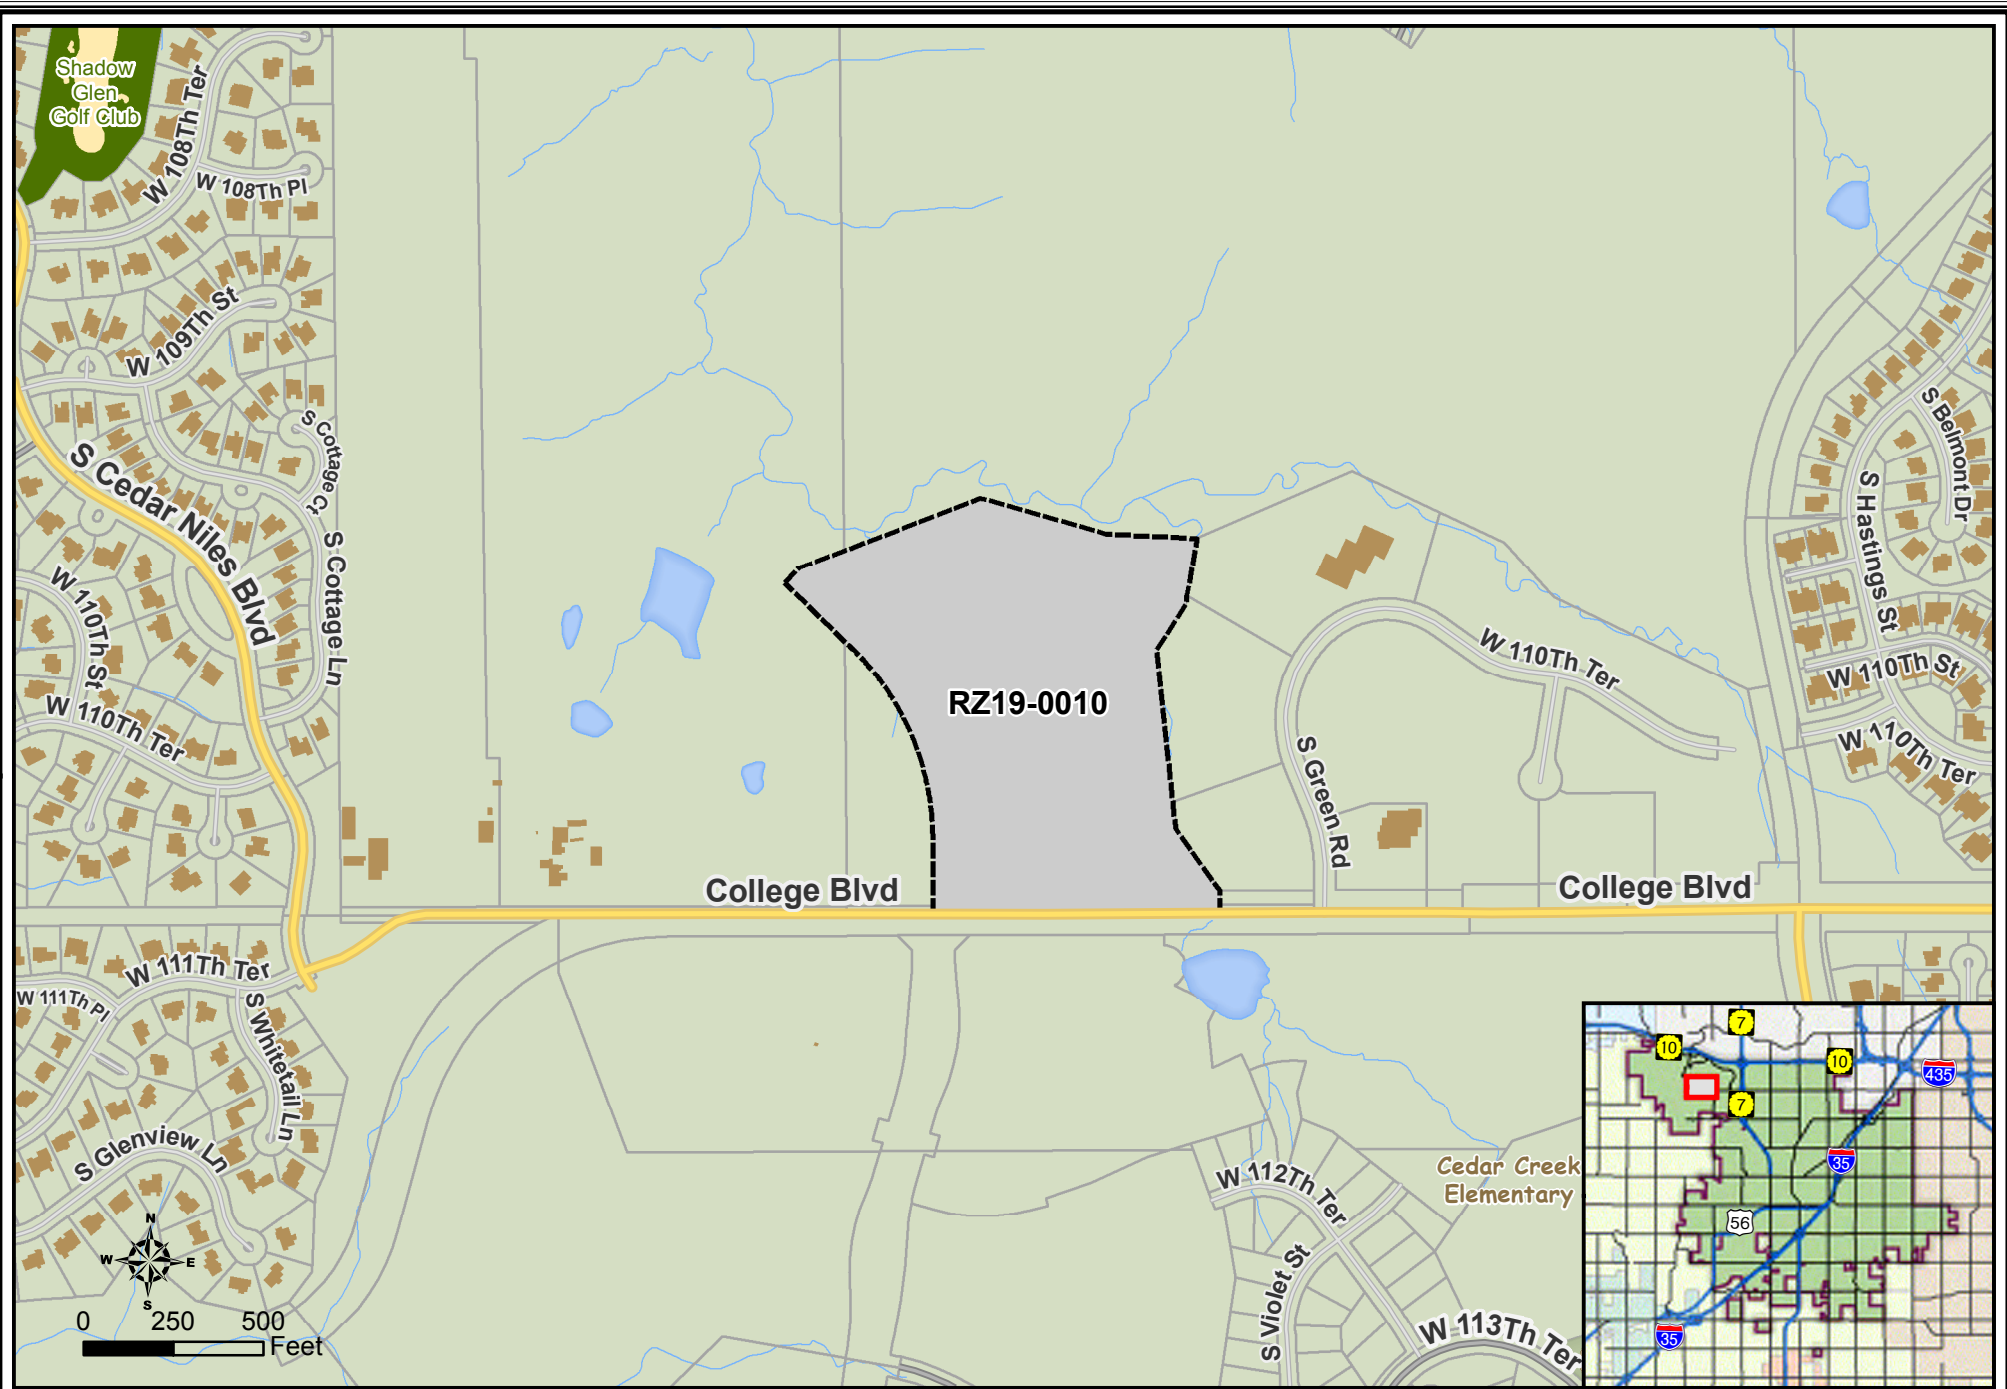 Shadow
Glen
Golf Club
W 108Th Ter
W 108Th Pl
W 109Th St
S Cottage Ct
S Cedar Niles Blvd
S Cottage Ln
W 110Th St
W 110Th Ter
S Belmont Dr
S Hastings St
W 110Th St
W 110Th Ter
W 110Th Ter
RZ19-0010
S Green Rd
College Blvd
College Blvd
W 111Th Ter
W 111Th Pl
S Whitetail Ln
S Glenview Ln
W 112Th Ter
Cedar Creek
Elementary
S Violet St
W 113Th Ter
N
W
E
S
0
250
500
Feet
7
10
10
435
7
35
56
35